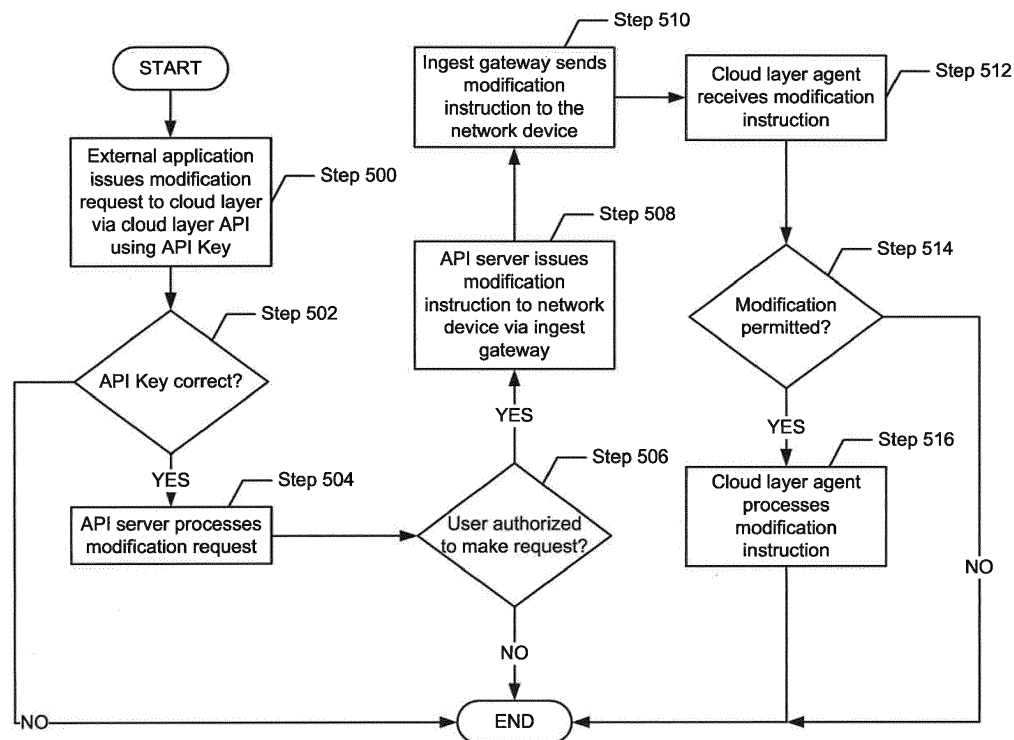 START
External application
issues modification
request to cloud layer
via cloud layer API
using API Key
Step 500
API Key correct?
Step 502
NO
YES
API server processes
modification request
Step 504
User authorized
to make request?
Step 506
NO
YES
API server issues
modification
instruction to network
device via ingest
gateway
Step 508
Ingest gateway sends
modification
instruction to the
network device
Step 510
Cloud layer agent
receives modification
instruction
Step 512
Modification
permitted?
Step 514
NO
YES
Cloud layer agent
processes
modification
instruction
Step 516
END